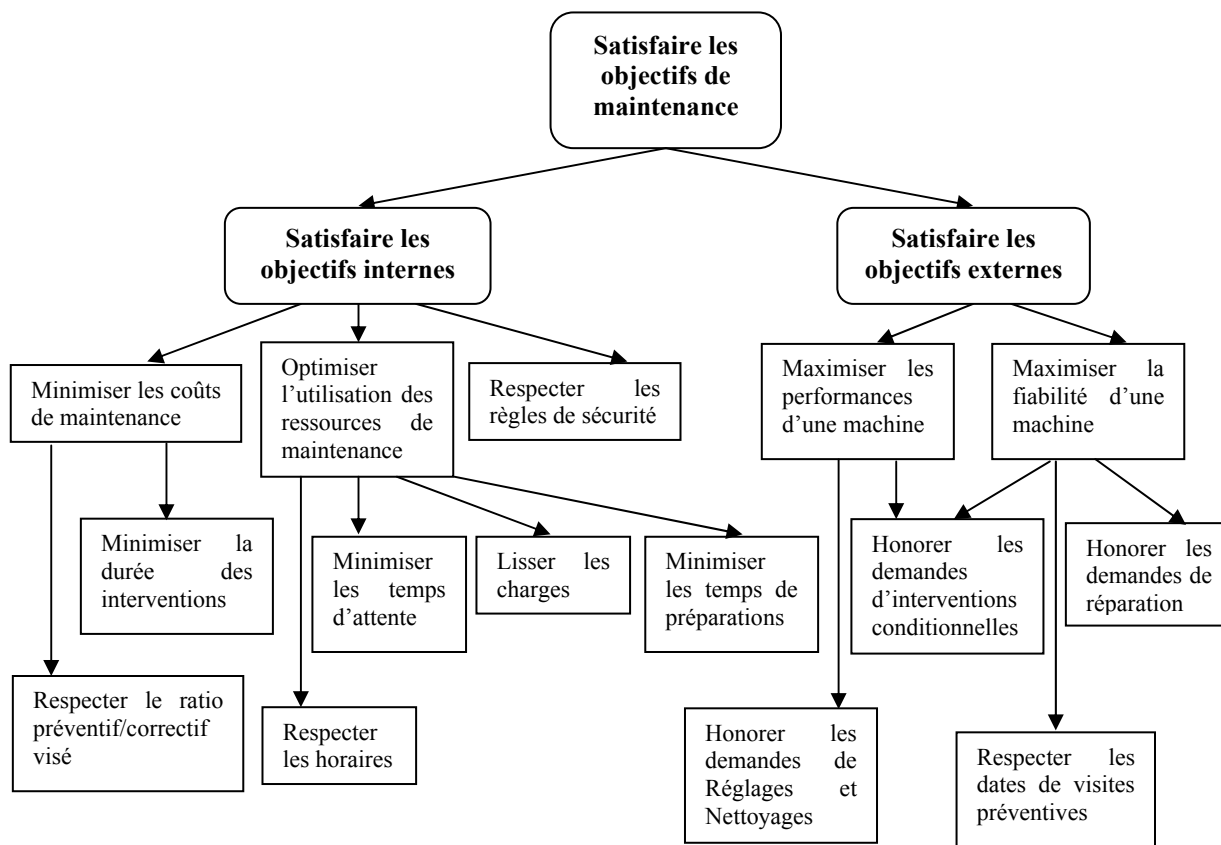 Satisfaire les
objectifs de
maintenance
Satisfaire les
objectifs internes
Satisfaire les
objectifs externes
Minimiser les coûts
de maintenance
Optimiser
l’utilisation des
ressources de
maintenance
Respecter les
règles de sécurité
Maximiser les
performances
d’une machine
Maximiser la
fiabilité d’une
machine
Minimiser la
durée des
interventions
Minimiser
les temps
d’attente
Lisser les
charges
Minimiser
les temps de
préparations
Honorer les
demandes
d’interventions
conditionnelles
Honorer les
demandes de
réparation
Respecter le ratio
préventif/correctif
visé
Respecter
les horaires
Honorer les
demandes de
Réglages et
Nettoyages
Respecter les
dates de visites
préventives